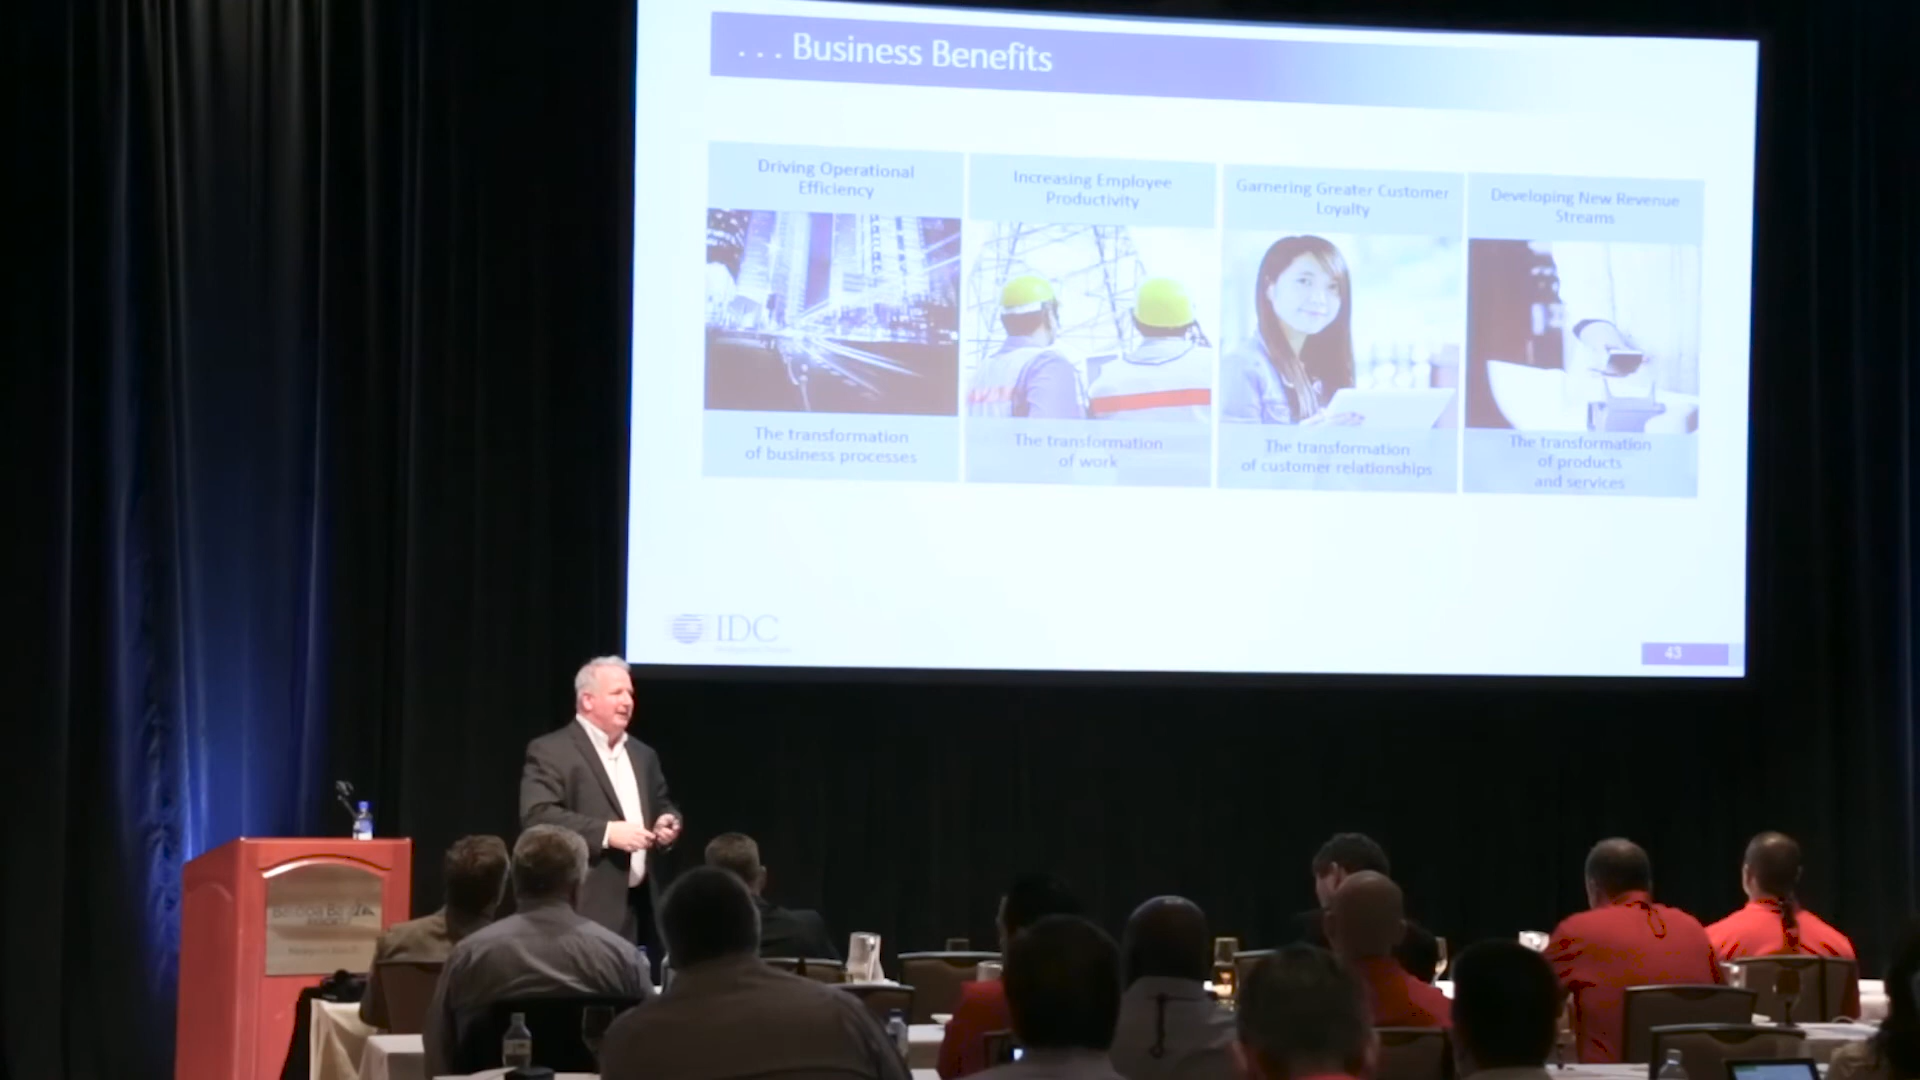 . . . Business Benefits
Driving Operational
Efficiency
Increasing Employee
Productivity
Garnering Greater Customer
Loyalty
Developing New Revenue
Streams
The transformation
of business processes
The transformation
of work
The transformation
of customer relationships
The transformation
of products
and services
IDC
43